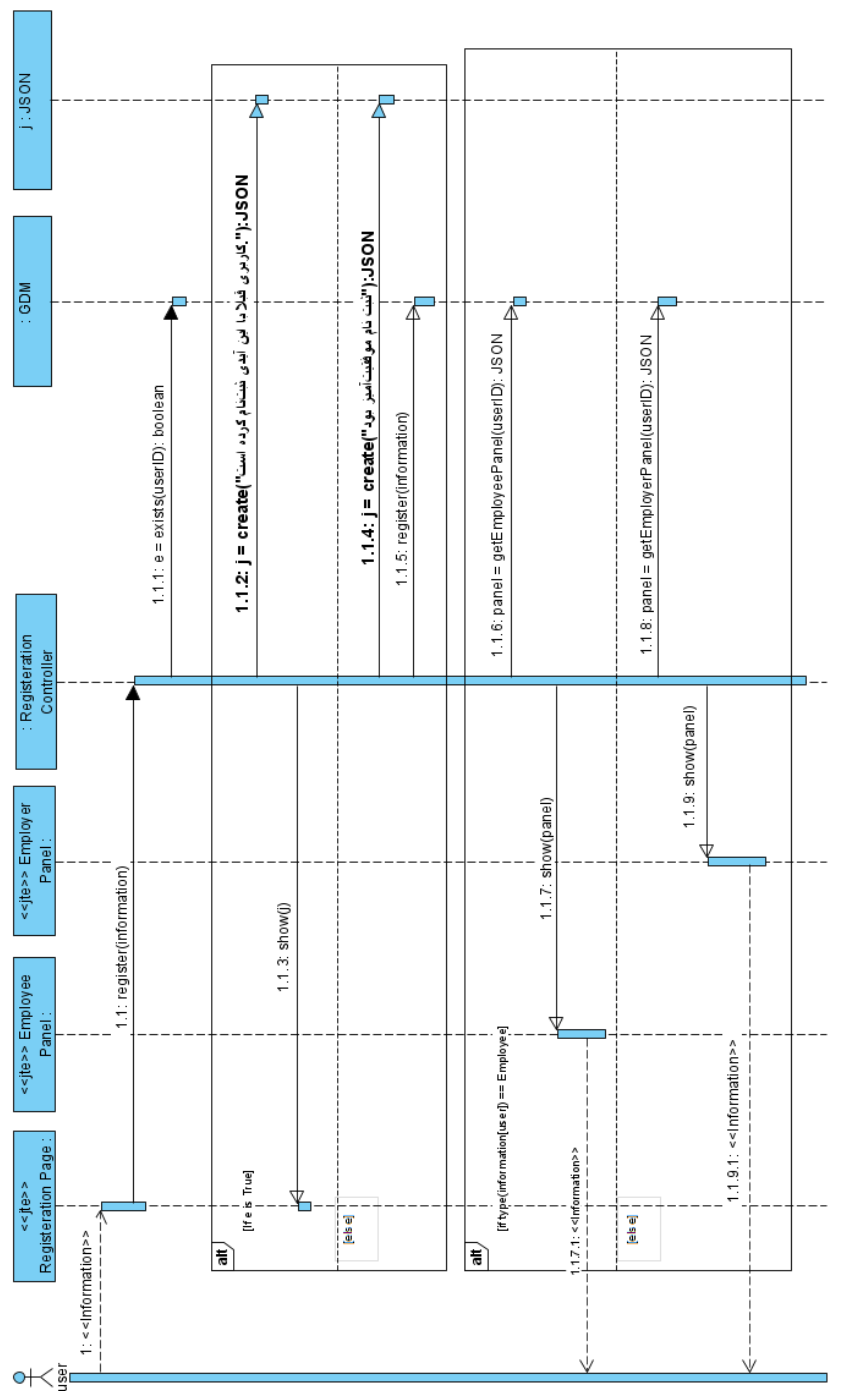 user
<<jte>>
Registeration Page :
<<jte>> Employee
Panel :
<<jte>> Employer
Panel :
: Registeration
Controller
: GDM
j : JSON
1: <<Information>>
1.1: register(information)
1.1.1: e = exists(userID): boolean
alt
[If e is True]
1.1.2: j = create("کاربری قبلا با این آیدی ثبت‌نام کرده است."):JSON
1.1.3: show(j)
[else]
1.1.4: j = create("ثبت نام موفقیت‌آمیز بود"):JSON
1.1.5: register(information)
alt
[if type(information[user]) == Employee]
1.1.6: panel = getEmployeePanel(userID): JSON
1.1.7: show(panel)
1.1.7.1: <<Information>>
[else]
1.1.8: panel = getEmployerPanel(userID): JSON
1.1.9: show(panel)
1.1.9.1: <<Information>>